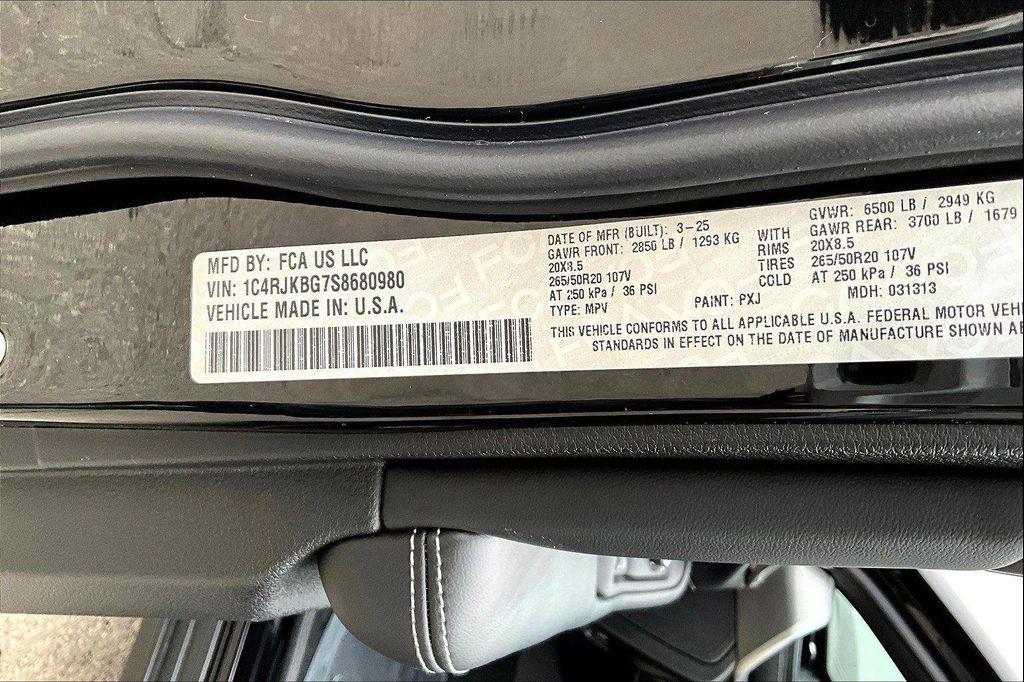 MFD BY: FCA US LLC
VIN: 1C4RJKBG7S8680980
VEHICLE MADE IN: U.S.A.
DATE OF MFR (BUILT): 3-25
GVWR: 6500 LB / 2949 KG
GAWR FRONT: 2850 LB / 1293 KG WITH GAWR REAR: 3700 LB / 1679
20X8.5 RIMS 20X8.5
265/50R20 107V TIRES 265/50R20 107V
AT 250 kPa / 36 PSI COLD AT 250 kPa / 36 PSI
TYPE: MPV PAINT: PXJ MDH: 031313
THIS VEHICLE CONFORMS TO ALL APPLICABLE U.S.A. FEDERAL MOTOR VEHIC
STANDARDS IN EFFECT ON THE DATE OF MANUFACTURE SHOWN AB